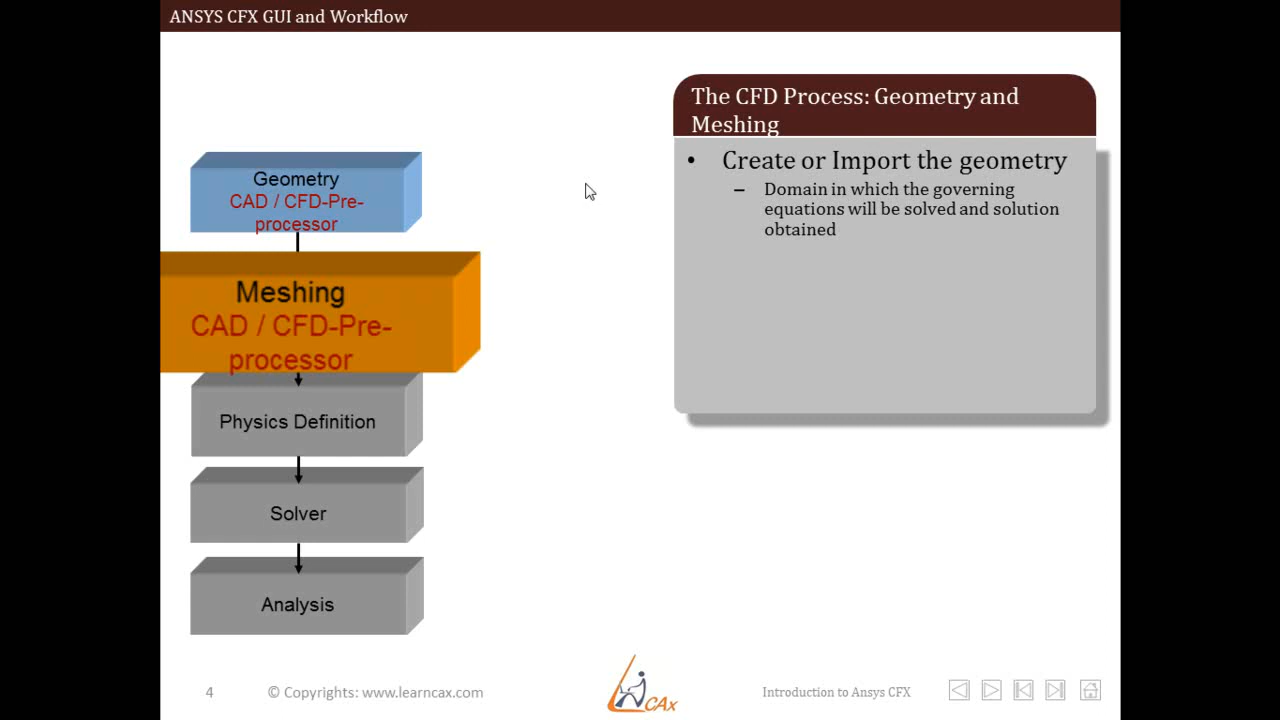 ANSYS CFX GUI and Workflow
The CFD Process: Geometry and
Meshing
• Create or Import the geometry
– Domain in which the governing
equations will be solved and solution
obtained
Geometry
CAD / CFD-Pre-
processor
Meshing
CAD / CFD-Pre-
processor
Physics Definition
Solver
Analysis
4
© Copyrights: www.learncax.com
CAx
Introduction to Ansys CFX